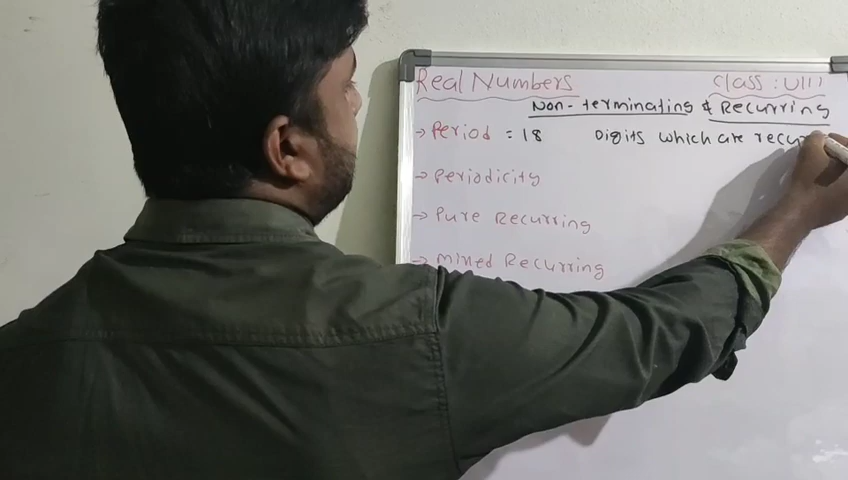 Real Numbers
Class: VIII
Non-terminating & Recurring
→ Period = 18 Digits which are recur
→ Periodicity
→ Pure Recurring
→ Mixed Recurring